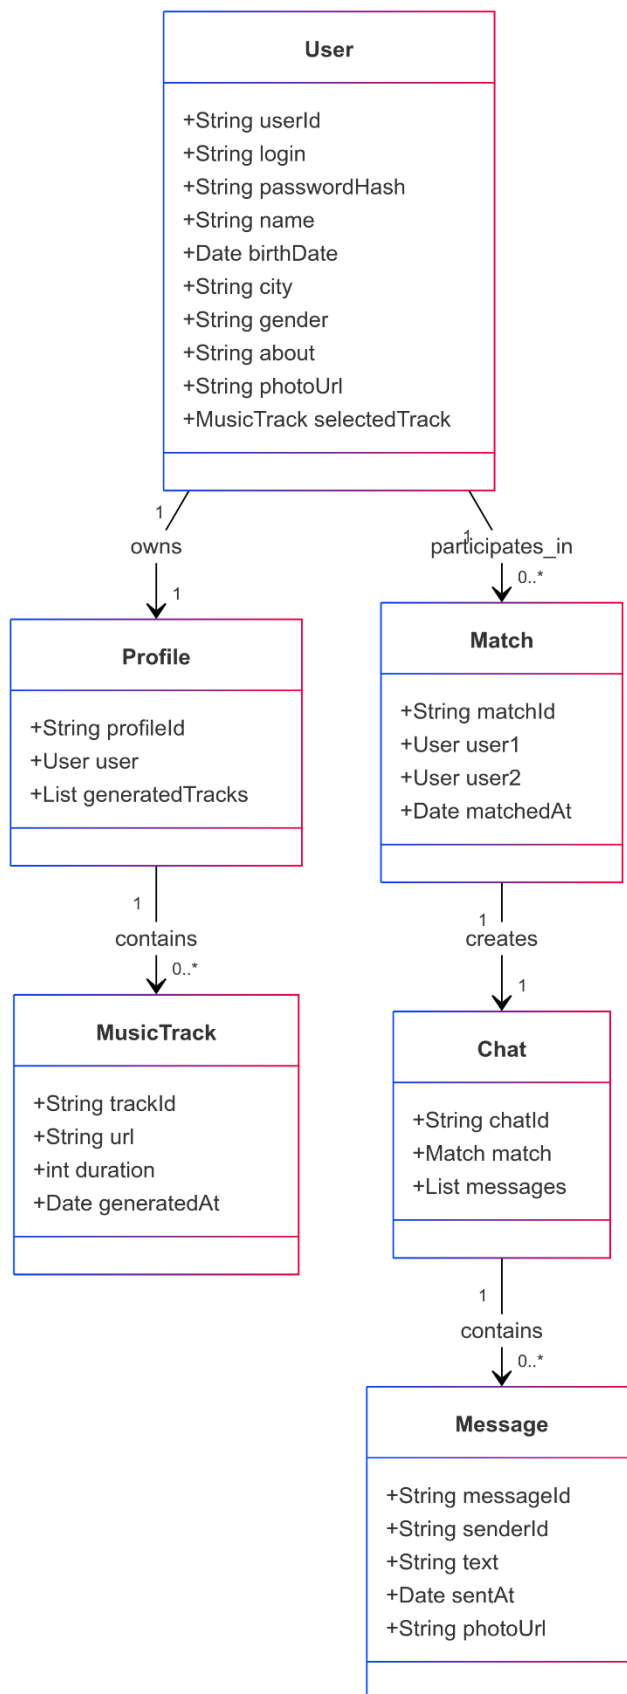 User
+String userId
+String login
+String passwordHash
+String name
+Date birthDate
+String city
+String gender
+String about
+String photoUrl
+MusicTrack selectedTrack
1
owns
1
1
participates_in
0..*
Profile
+String profileId
+User user
+List generatedTracks
Match
+String matchId
+User user1
+User user2
+Date matchedAt
1
contains
0..*
1
creates
1
MusicTrack
+String trackId
+String url
+int duration
+Date generatedAt
Chat
+String chatId
+Match match
+List messages
1
contains
0..*
Message
+String messageId
+String senderId
+String text
+Date sentAt
+String photoUrl